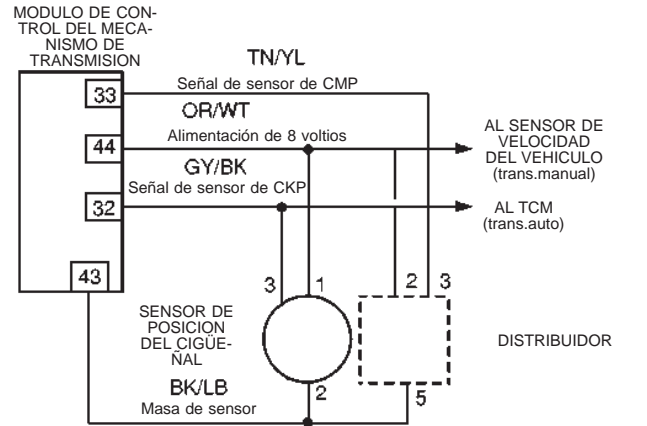 MODULO DE CON-
TROL DEL MECA-
NISMO DE
TRANSMISION
TN/YL
33
Señal de sensor de CMP
OR/WT
44
Alimentación de 8 voltios
AL SENSOR DE
VELOCIDAD
DEL VEHICULO
(trans.manual)
GY/BK
Señal de sensor de CKP
32
AL TCM
(trans.auto)
43
3
1
2
3
SENSOR DE
POSICION
DEL CIGÜE-
ÑAL
DISTRIBUIDOR
BK/LB
2
5
Masa de sensor